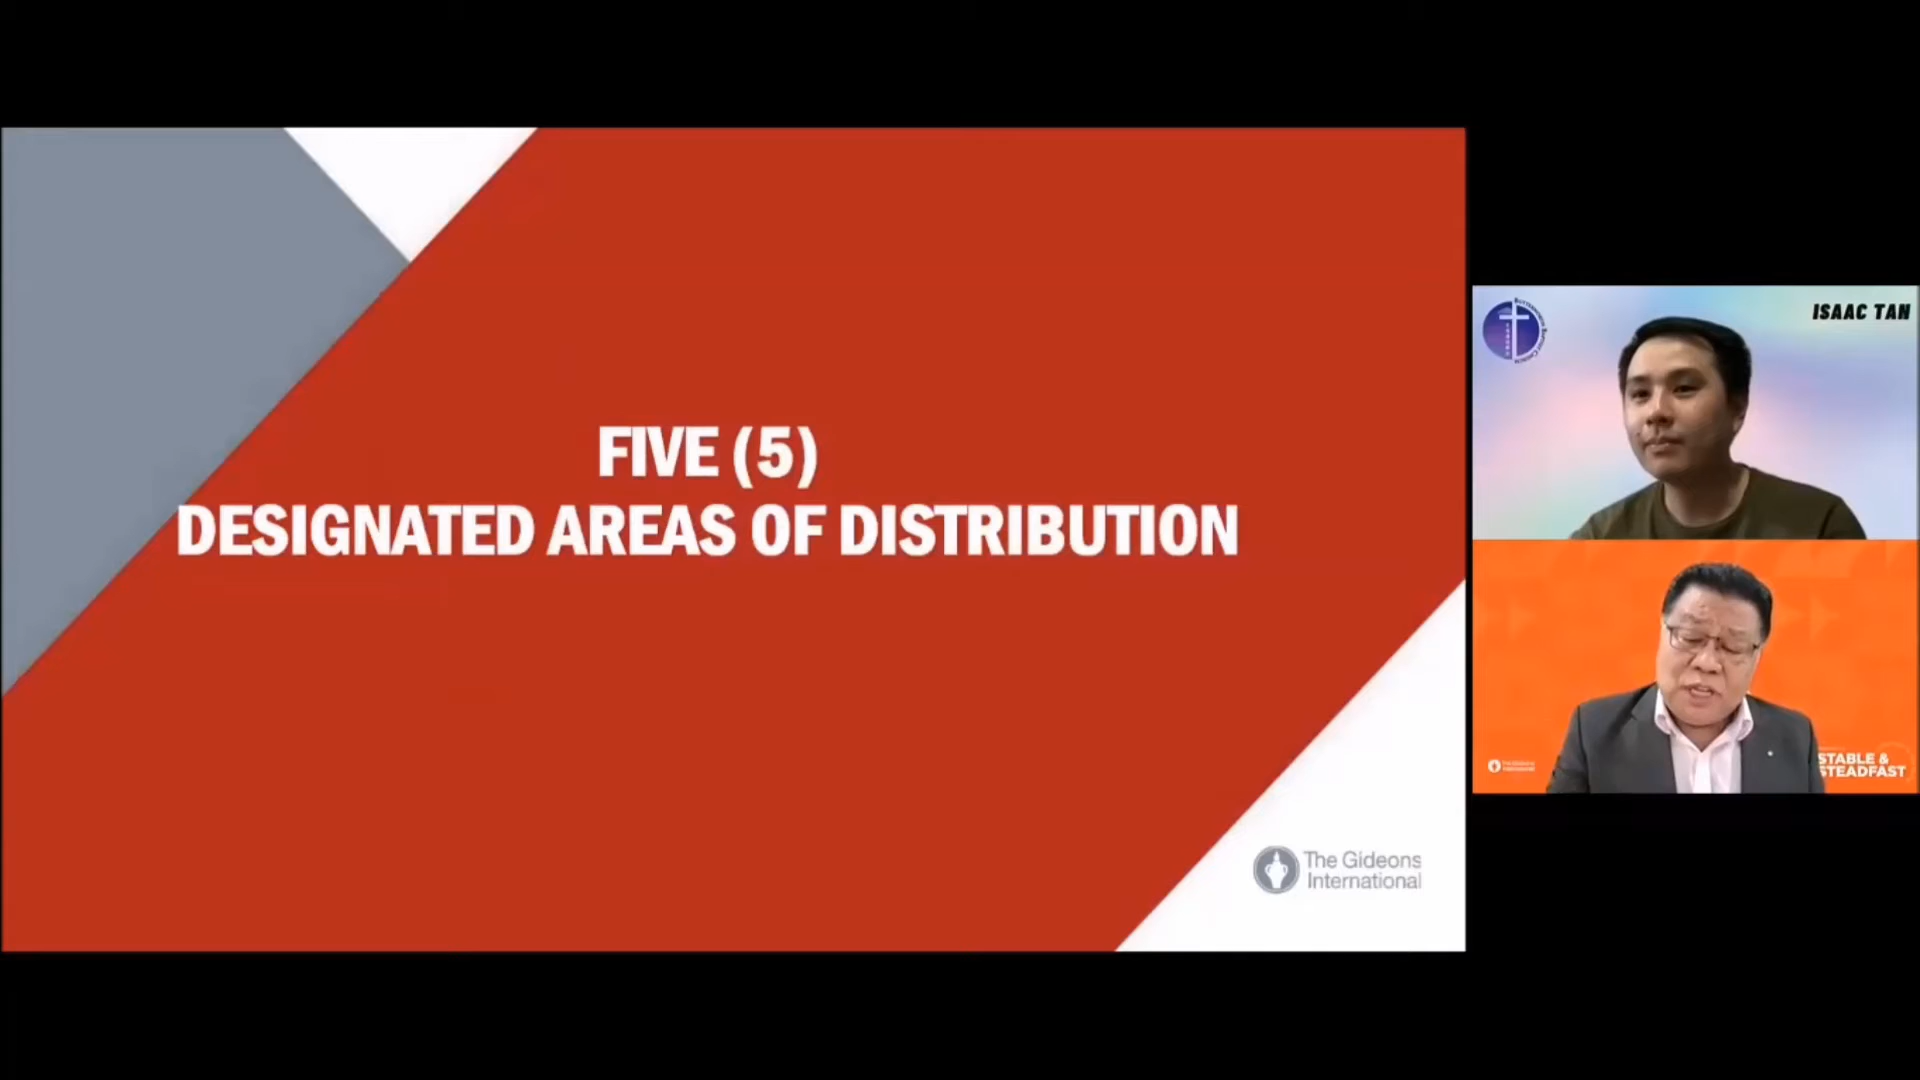 FIVE (5)
DESIGNATED AREAS OF DISTRIBUTION
The Gideons
International
ISAAC TAN
STABLE &
STEADFAST